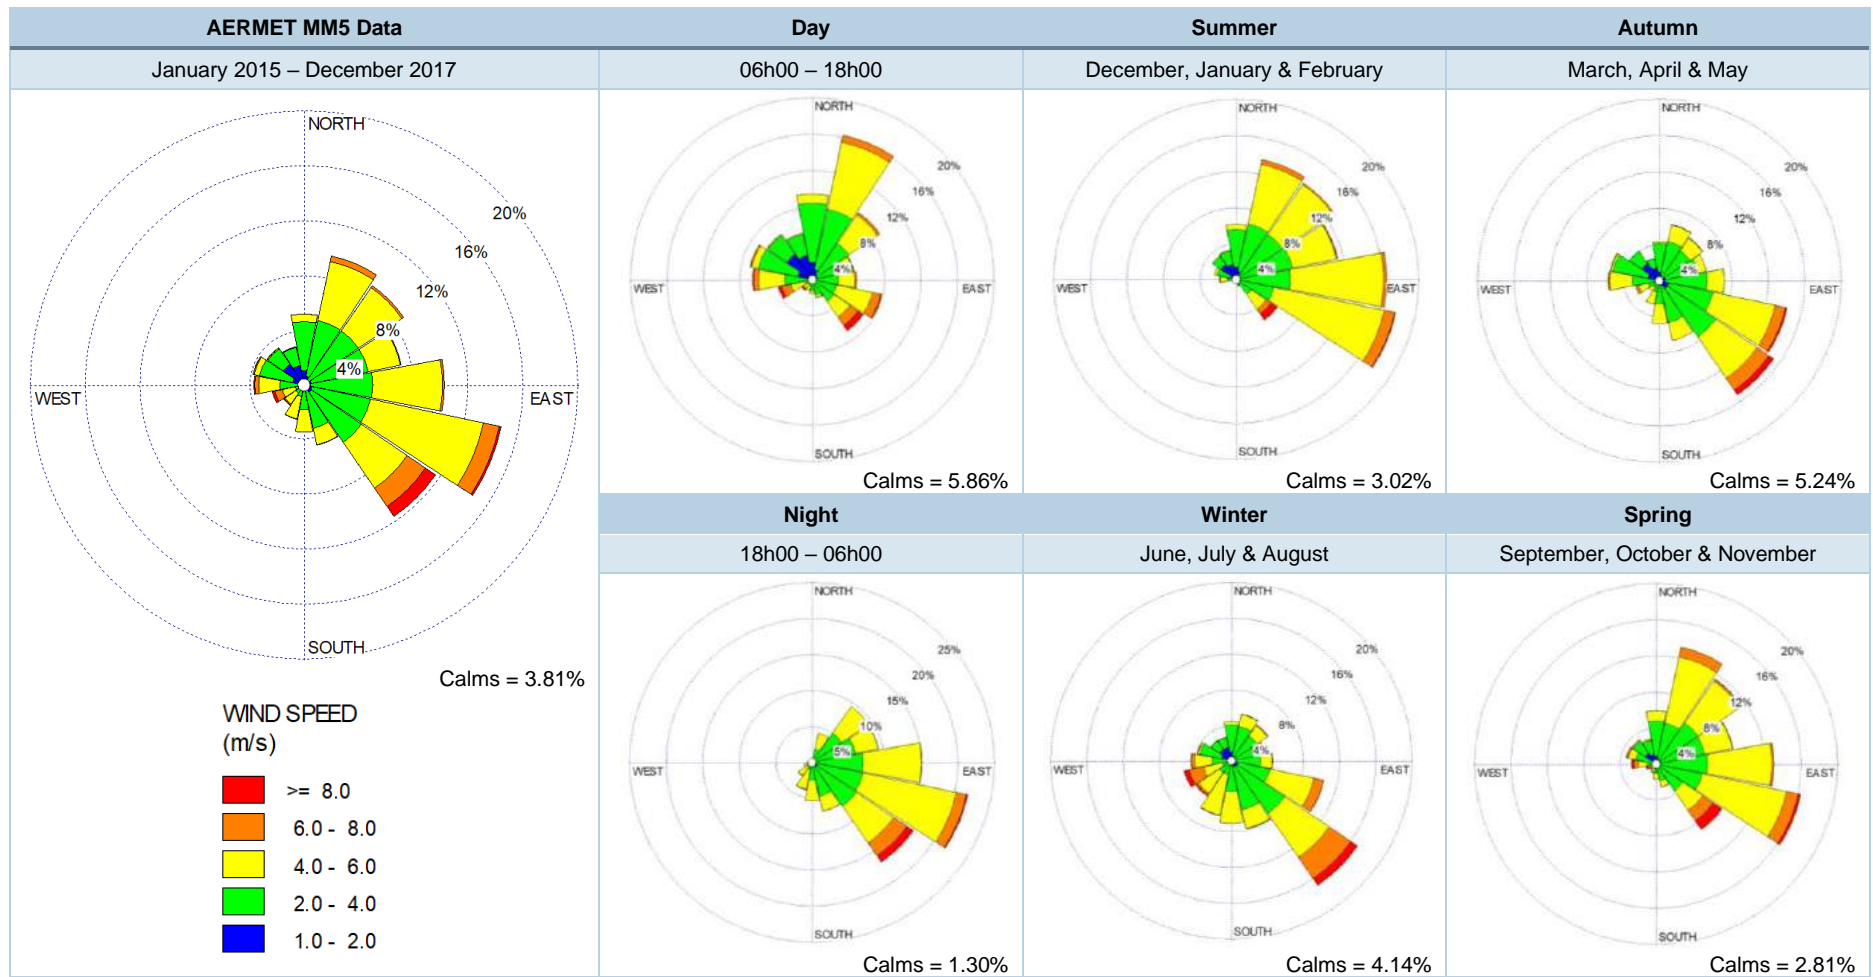 AERMET MM5 Data
January 2015 – December 2017
NORTH
20%
16%
12%
8%
4%
WEST
EAST
SOUTH
Calms = 3.81%
WIND SPEED
(m/s)
>= 8.0
6.0 - 8.0
4.0 - 6.0
2.0 - 4.0
1.0 - 2.0
Day
06h00 – 18h00
NORTH
20%
16%
12%
8%
4%
WEST
EAST
SOUTH
Calms = 5.86%
Summer
December, January & February
NORTH
20%
16%
12%
8%
4%
WEST
EAST
SOUTH
Calms = 3.02%
Autumn
March, April & May
NORTH
20%
16%
12%
8%
4%
WEST
EAST
SOUTH
Calms = 5.24%
Night
18h00 – 06h00
NORTH
25%
20%
15%
10%
5%
WEST
EAST
SOUTH
Calms = 1.30%
Winter
June, July & August
NORTH
20%
16%
12%
8%
4%
WEST
EAST
SOUTH
Calms = 4.14%
Spring
September, October & November
NORTH
20%
16%
12%
8%
4%
WEST
EAST
SOUTH
Calms = 2.81%